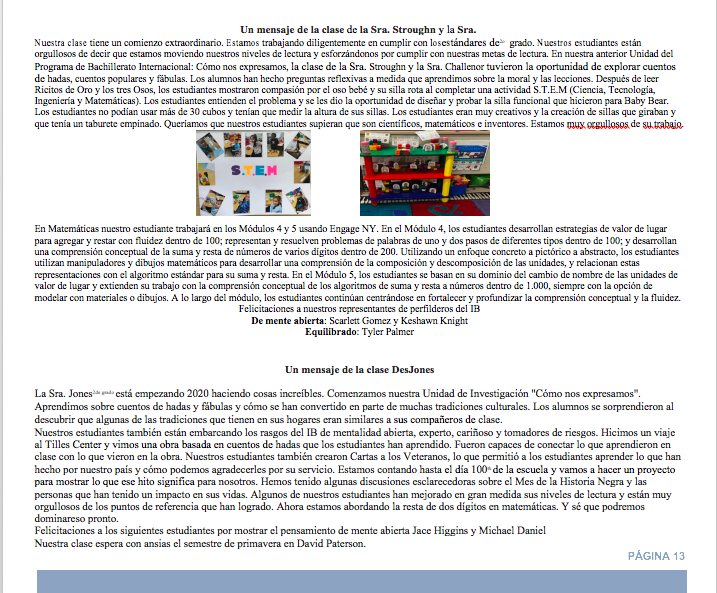 Un mensaje de la clase de la Sra. Stroughn y la Sra.
Nuestra clase tiene un comienzo extraordinario. Estamos trabajando diligentemente en cumplir con losestándares de2o grado. Nuestros estudiantes están
orgullosos de decir que estamos moviendo nuestros niveles de lectura y esforzándonos por cumplir con nuestras metas de lectura. En nuestra anterior Unidad del
Programa de Bachillerato Internacional: Cómo nos expresamos, la clase de la Sra. Stroughn y la Sra. Challenor tuvieron la oportunidad de explorar cuentos
de hadas, cuentos populares y fábulas. Los alumnos han hecho preguntas reflexivas a medida que aprendimos sobre la moral y las lecciones. Después de leer
Ricitos de Oro y los tres Osos, los estudiantes mostraron compasión por el oso bebé y su silla rota al completar una actividad S.T.E.M (Ciencia, Tecnología,
Ingeniería y Matemáticas). Los estudiantes entienden el problema y se les dio la oportunidad de diseñar y probar la silla funcional que hicieron para Baby Bear.
Los estudiantes no podían usar más de 30 cubos y tenían que medir la altura de sus sillas. Los estudiantes eran muy creativos y la creación de sillas que giraban y
que tenía un taburete empinado. Queríamos que nuestros estudiantes supieran que son científicos, matemáticos e inventores. Estamos muy orgullosos de su trabajo.
S.T.E.M
En Matemáticas nuestro estudiante trabajará en los Módulos 4 y 5 usando Engage NY. En el Módulo 4, los estudiantes desarrollan estrategias de valor de lugar
para agregar y restar con fluidez dentro de 100; representan y resuelven problemas de palabras de uno y dos pasos de diferentes tipos dentro de 100; y desarrollan
una comprensión conceptual de la suma y resta de números de varios dígitos dentro de 200. Utilizando un enfoque concreto a pictórico a abstracto, los estudiantes
utilizan manipuladores y dibujos matemáticos para desarrollar una comprensión de la composición y descomposición de las unidades, y relacionan estas
representaciones con el algoritmo estándar para su suma y resta. En el Módulo 5, los estudiantes se basan en su dominio del cambio de nombre de las unidades de
valor de lugar y extienden su trabajo con la comprensión conceptual de los algoritmos de suma y resta a números dentro de 1.000, siempre con la opción de
modelar con materiales o dibujos. A lo largo del módulo, los estudiantes continúan centrándose en fortalecer y profundizar la comprensión conceptual y la fluidez.
Felicitaciones a nuestros representantes de perfilderos del IB
De mente abierta: Scarlett Gomez y Keshawn Knight
Equilibrado: Tyler Palmer
Un mensaje de la clase DesJones
La Sra. Jones2de grado está empezando 2020 haciendo cosas increíbles. Comenzamos nuestra Unidad de Investigación "Cómo nos expresamos".
Aprendimos sobre cuentos de hadas y fábulas y cómo se han convertido en parte de muchas tradiciones culturales. Los alumnos se sorprendieron al
descubrir que algunas de las tradiciones que tienen en sus hogares eran similares a sus compañeros de clase.
Nuestros estudiantes también están embarcando los rasgos del IB de mentalidad abierta, experto, cariñoso y tomadores de riesgos. Hicimos un viaje
al Tilles Center y vimos una obra basada en cuentos de hadas que los estudiantes han aprendido. Fueron capaces de conectar lo que aprendieron en
clase con lo que vieron en la obra. Nuestros estudiantes también crearon Cartas a los Veteranos, lo que permitió a los estudiantes aprender lo que han
hecho por nuestro país y cómo podemos agradecerles por su servicio. Estamos contando hasta el día 100º de la escuela y vamos a hacer un proyecto
para mostrar lo que ese hito significa para nosotros. Hemos tenido algunas discusiones esclarecedoras sobre el Mes de la Historia Negra y las
personas que han tenido un impacto en sus vidas. Algunos de nuestros estudiantes han mejorado en gran medida sus niveles de lectura y están muy
orgullosos de los puntos de referencia que han logrado. Ahora estamos abordando la resta de dos dígitos en matemáticas. Y sé que podremos
dominareso pronto.
Felicitaciones a los siguientes estudiantes por mostrar el pensamiento de mente abierta Jace Higgins y Michael Daniel
Nuestra clase espera con ansias el semestre de primavera en David Paterson.
PÁGINA 13